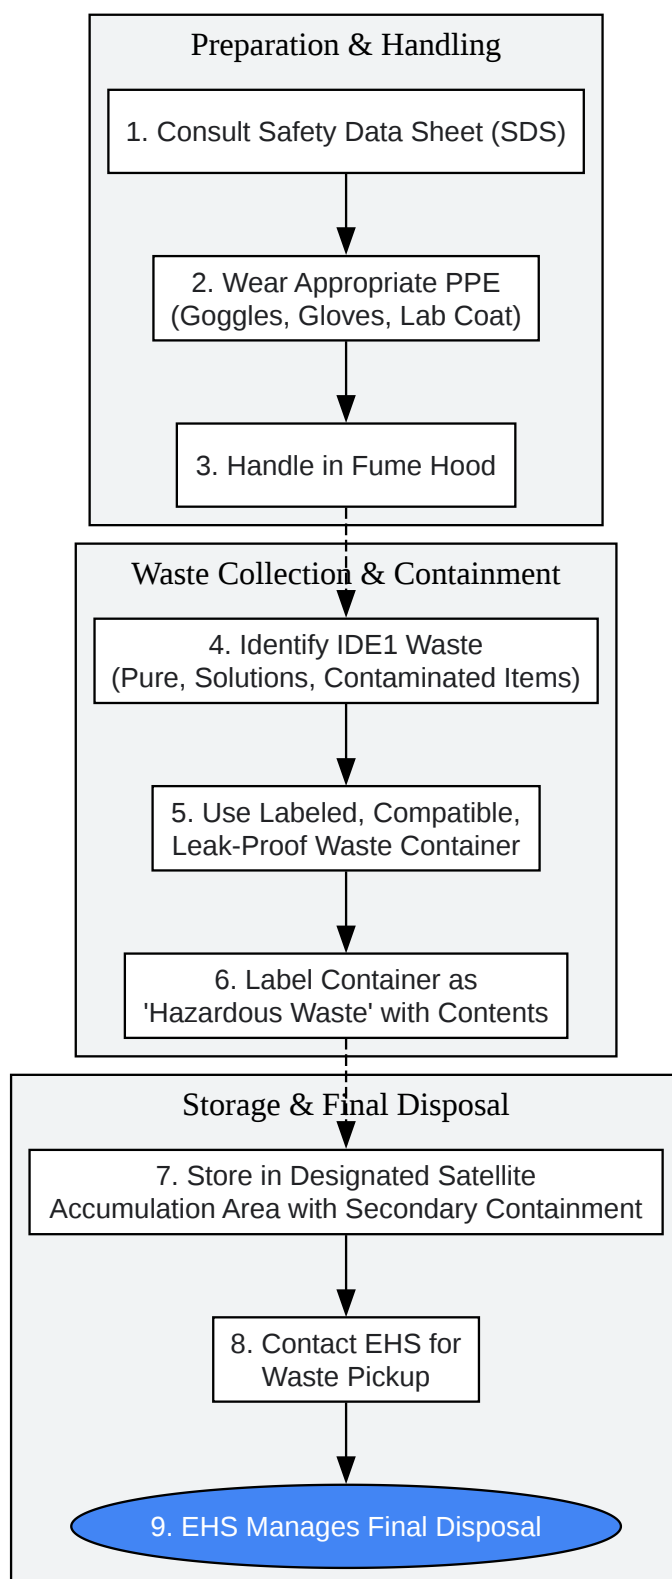 Preparation & Handling
1. Consult Safety Data Sheet (SDS)
2. Wear Appropriate PPE
(Goggles, Gloves, Lab Coat)
3. Handle in Fume Hood
Waste Collection & Containment
4. Identify IDE1 Waste
(Pure, Solutions, Contaminated Items)
5. Use Labeled, Compatible,
Leak-Proof Waste Container
6. Label Container as
'Hazardous Waste' with Contents
Storage & Final Disposal
7. Store in Designated Satellite
Accumulation Area with Secondary Containment
8. Contact EHS for
Waste Pickup
9. EHS Manages Final Disposal